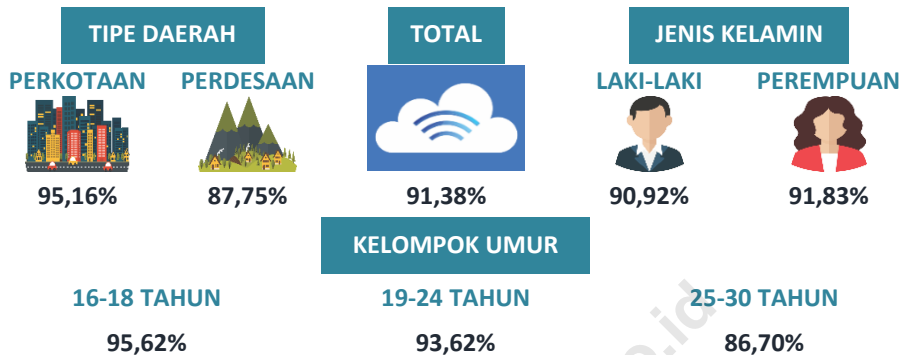 TIPE DAERAH
TOTAL
JENIS KELAMIN
PERKOTAAN
PERDESAAN
LAKI-LAKI
PEREMPUAN
95,16%
87,75%
91,38%
90,92%
91,83%
KELOMPOK UMUR
16-18 TAHUN
19-24 TAHUN
25-30 TAHUN
95,62%
93,62%
86,70%
.id